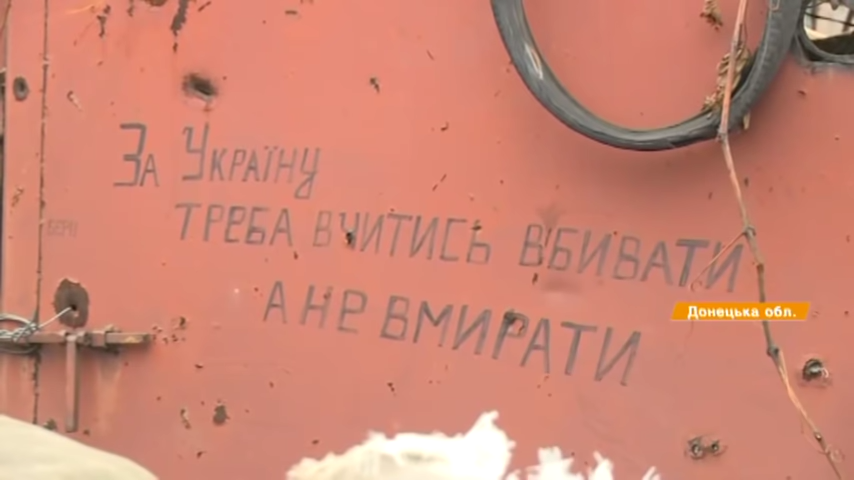 За Україну
треба вчитись вбивати
а не вмирати
Донецька обл.